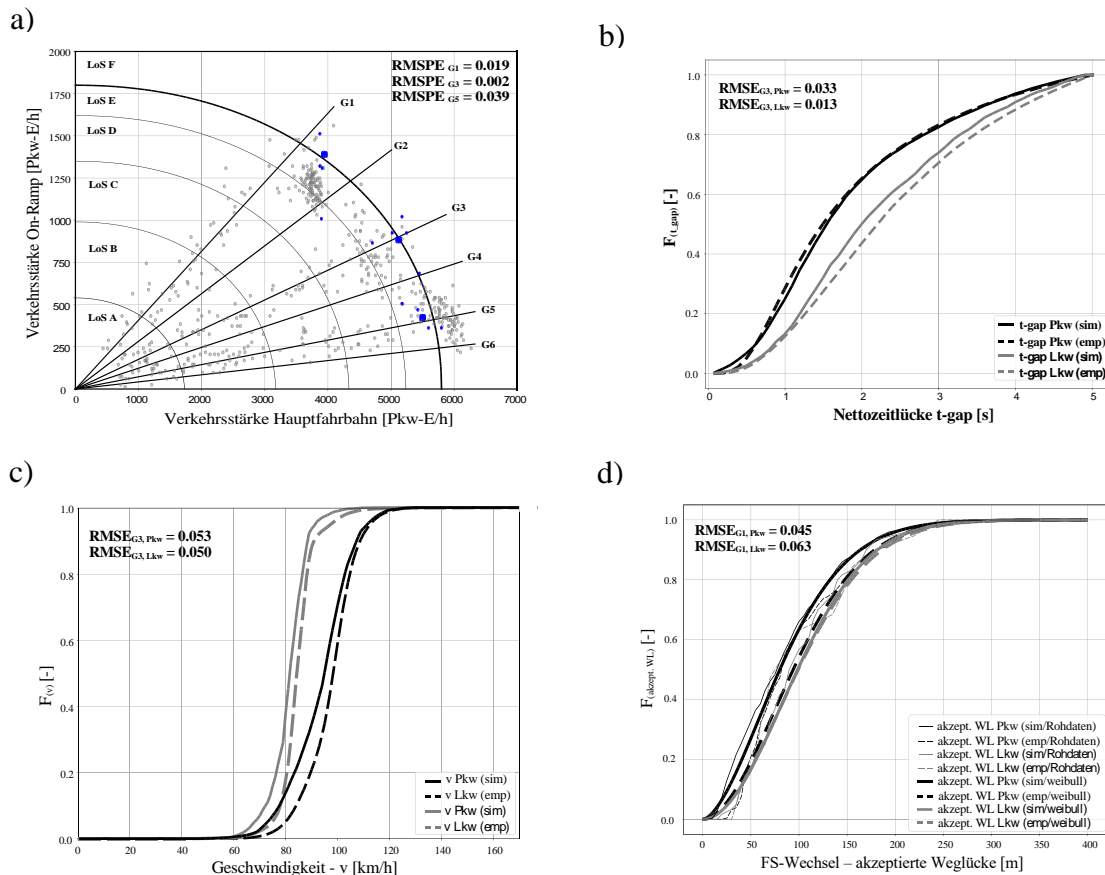 a)
2000
1750
1500
1250
1000
750
500
250
0
0
1000
2000
3000
4000
5000
6000
7000
Verkehrsstärke On-Ramp [Pkw-E/h]
Verkehrsstärke Hauptfahrbahn [Pkw-E/h]
LoS F
LoS E
LoS D
LoS C
LoS B
LoS A
RMSPE G1 = 0.019
RMSPE G3 = 0.002
RMSPE G5 = 0.039
G1
G2
G3
G4
G5
G6
b)
RMSE G3, Pkw = 0.033
RMSE G3, Lkw = 0.013
1.0
0.8
0.6
0.4
0.2
0.0
F(t_gap) [-]
0
1
2
3
4
5
Nettozeitlücke t-gap [s]
t-gap Pkw (sim)
t-gap Pkw (emp)
t-gap Lkw (sim)
t-gap Lkw (emp)
c)
RMSE G3, Pkw = 0.053
RMSE G3, Lkw = 0.050
1.0
0.8
0.6
0.4
0.2
0.0
F(v) [-]
0
20
40
60
80
100
120
140
160
Geschwindigkeit - v [km/h]
v Pkw (sim)
v Lkw (emp)
v Pkw (sim)
v Lkw (emp)
d)
RMSE G1, Pkw = 0.045
RMSE G1, Lkw = 0.063
1.0
0.8
0.6
0.4
0.2
0.0
F(akzept. WL) [-]
0
50
100
150
200
250
300
350
400
FS-Wechsel – akzeptierte Weglücke [m]
akzept. WL Pkw (sim/Rohdaten)
akzept. WL Pkw (emp/Rohdaten)
akzept. WL Lkw (sim/Rohdaten)
akzept. WL Lkw (emp/Rohdaten)
akzept. WL Pkw (sim/weibull)
akzept. WL Pkw (emp/weibull)
akzept. WL Lkw (sim/weibull)
akzept. WL Lkw (emp/weibull)